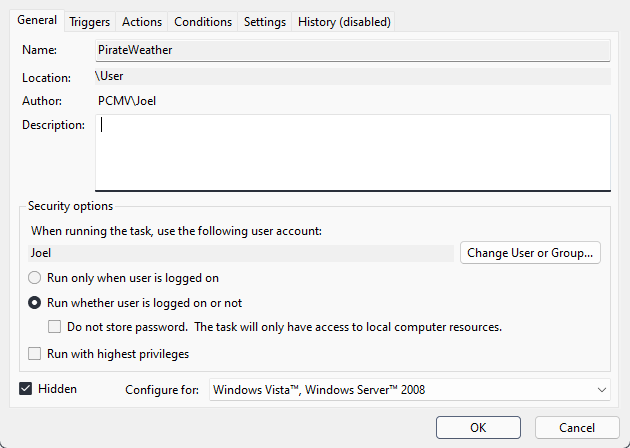 General Triggers Actions Conditions Settings History (disabled)
Name: PirateWeather
Location: \User
Author: PCMV\Joel
Description:
Security options
When running the task, use the following user account:
Joel Change User or Group...
Run only when user is logged on
Run whether user is logged on or not
Do not store password. The task will only have access to local computer resources.
Run with highest privileges
Hidden Configure for: Windows Vista™, Windows Server™ 2008
OK Cancel